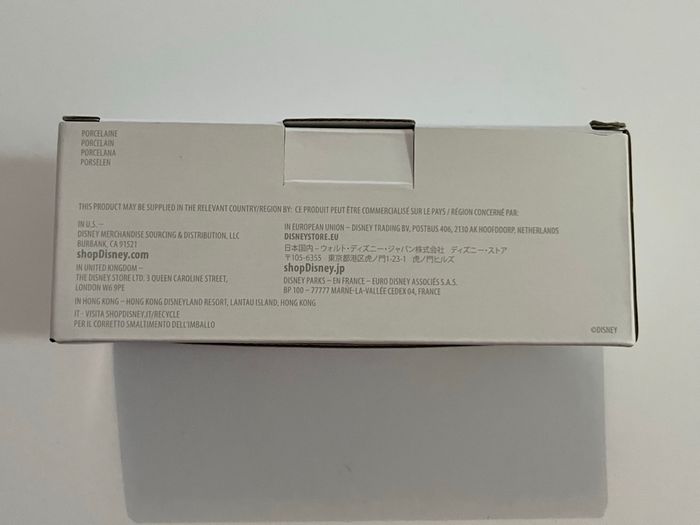 PORCELAINE
PORCELAIN
PORCELANA
PORSELEN
THIS PRODUCT MAY BE SUPPLIED IN THE RELEVANT COUNTRY/REGION BY: CE PRODUIT PEUT ÊTRE COMMERCIALISÉ SUR LE PAYS / RÉGION CONCERNÉ PAR:
IN U.S. –
DISNEY MERCHANDISE SOURCING & DISTRIBUTION, LLC
BURBANK, CA 91521
shopDisney.com
IN UNITED KINGDOM –
THE DISNEY STORE LTD. 3 QUEEN CAROLINE STREET,
LONDON W6 9PE
IN EUROPEAN UNION – DISNEY TRADING BV, POSTBUS 406, 2130 AK HOOFDDORP, NETHERLANDS
DISNEYSTORE.EU
日本国内－ウォルト・ディズニー・ジャパン株式会社 ディズニーストア
〒105-6355 東京都港区虎ノ門1-23-1 虎ノ門ヒルズ
shopDisney.jp
DISNEY PARKS – EN FRANCE – EURO DISNEY ASSOCIÉS S.A.S.
BP 100 – 77777 MARNE-LA-VALLÉE CEDEX 04, FRANCE
IN HONG KONG – HONG KONG DISNEYLAND RESORT, LANTAU ISLAND, HONG KONG
IT - VISITA SHOPDISNEY.IT/RECYCLE
PER IL CORRETTO SMALTIMENTO DELL'IMBALLO
©DISNEY